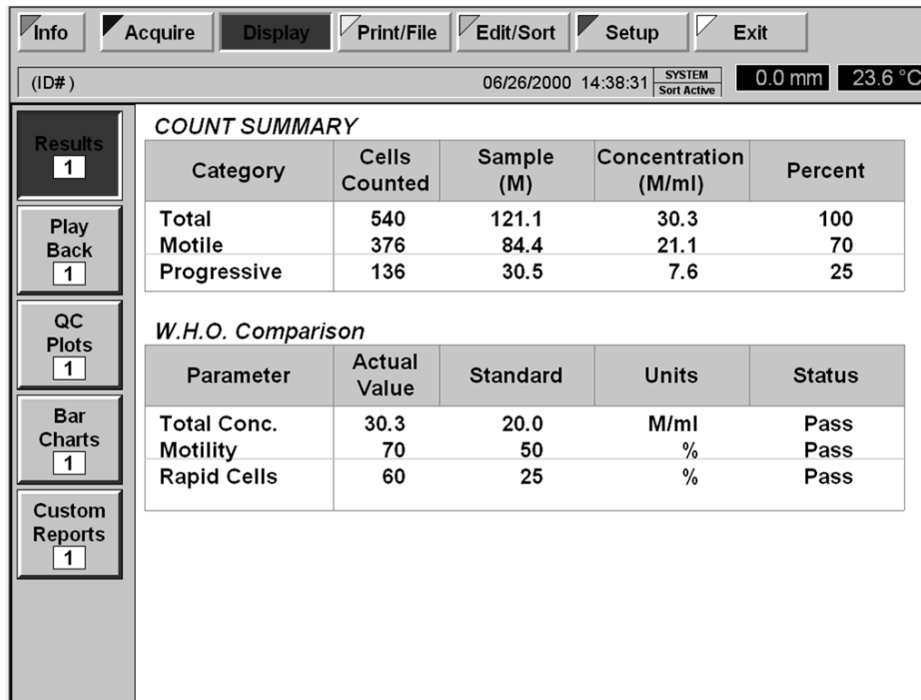 Info Acquire Display Print/File Edit/Sort Setup Exit
(ID#) 06/26/2000 14:38:31 SYSTEM Sort Active 0.0 mm 23.6 °C
Results
1
Play
Back
1
QC
Plots
1
Bar
Charts
1
Custom
Reports
1
COUNT SUMMARY
Category Cells Counted Sample (M) Concentration (M/ml) Percent
Total 540 121.1 30.3 100
Motile 376 84.4 21.1 70
Progressive 136 30.5 7.6 25
W.H.O. Comparison
Parameter Actual Value Standard Units Status
Total Conc. 30.3 20.0 M/ml Pass
Motility 70 50 % Pass
Rapid Cells 60 25 % Pass